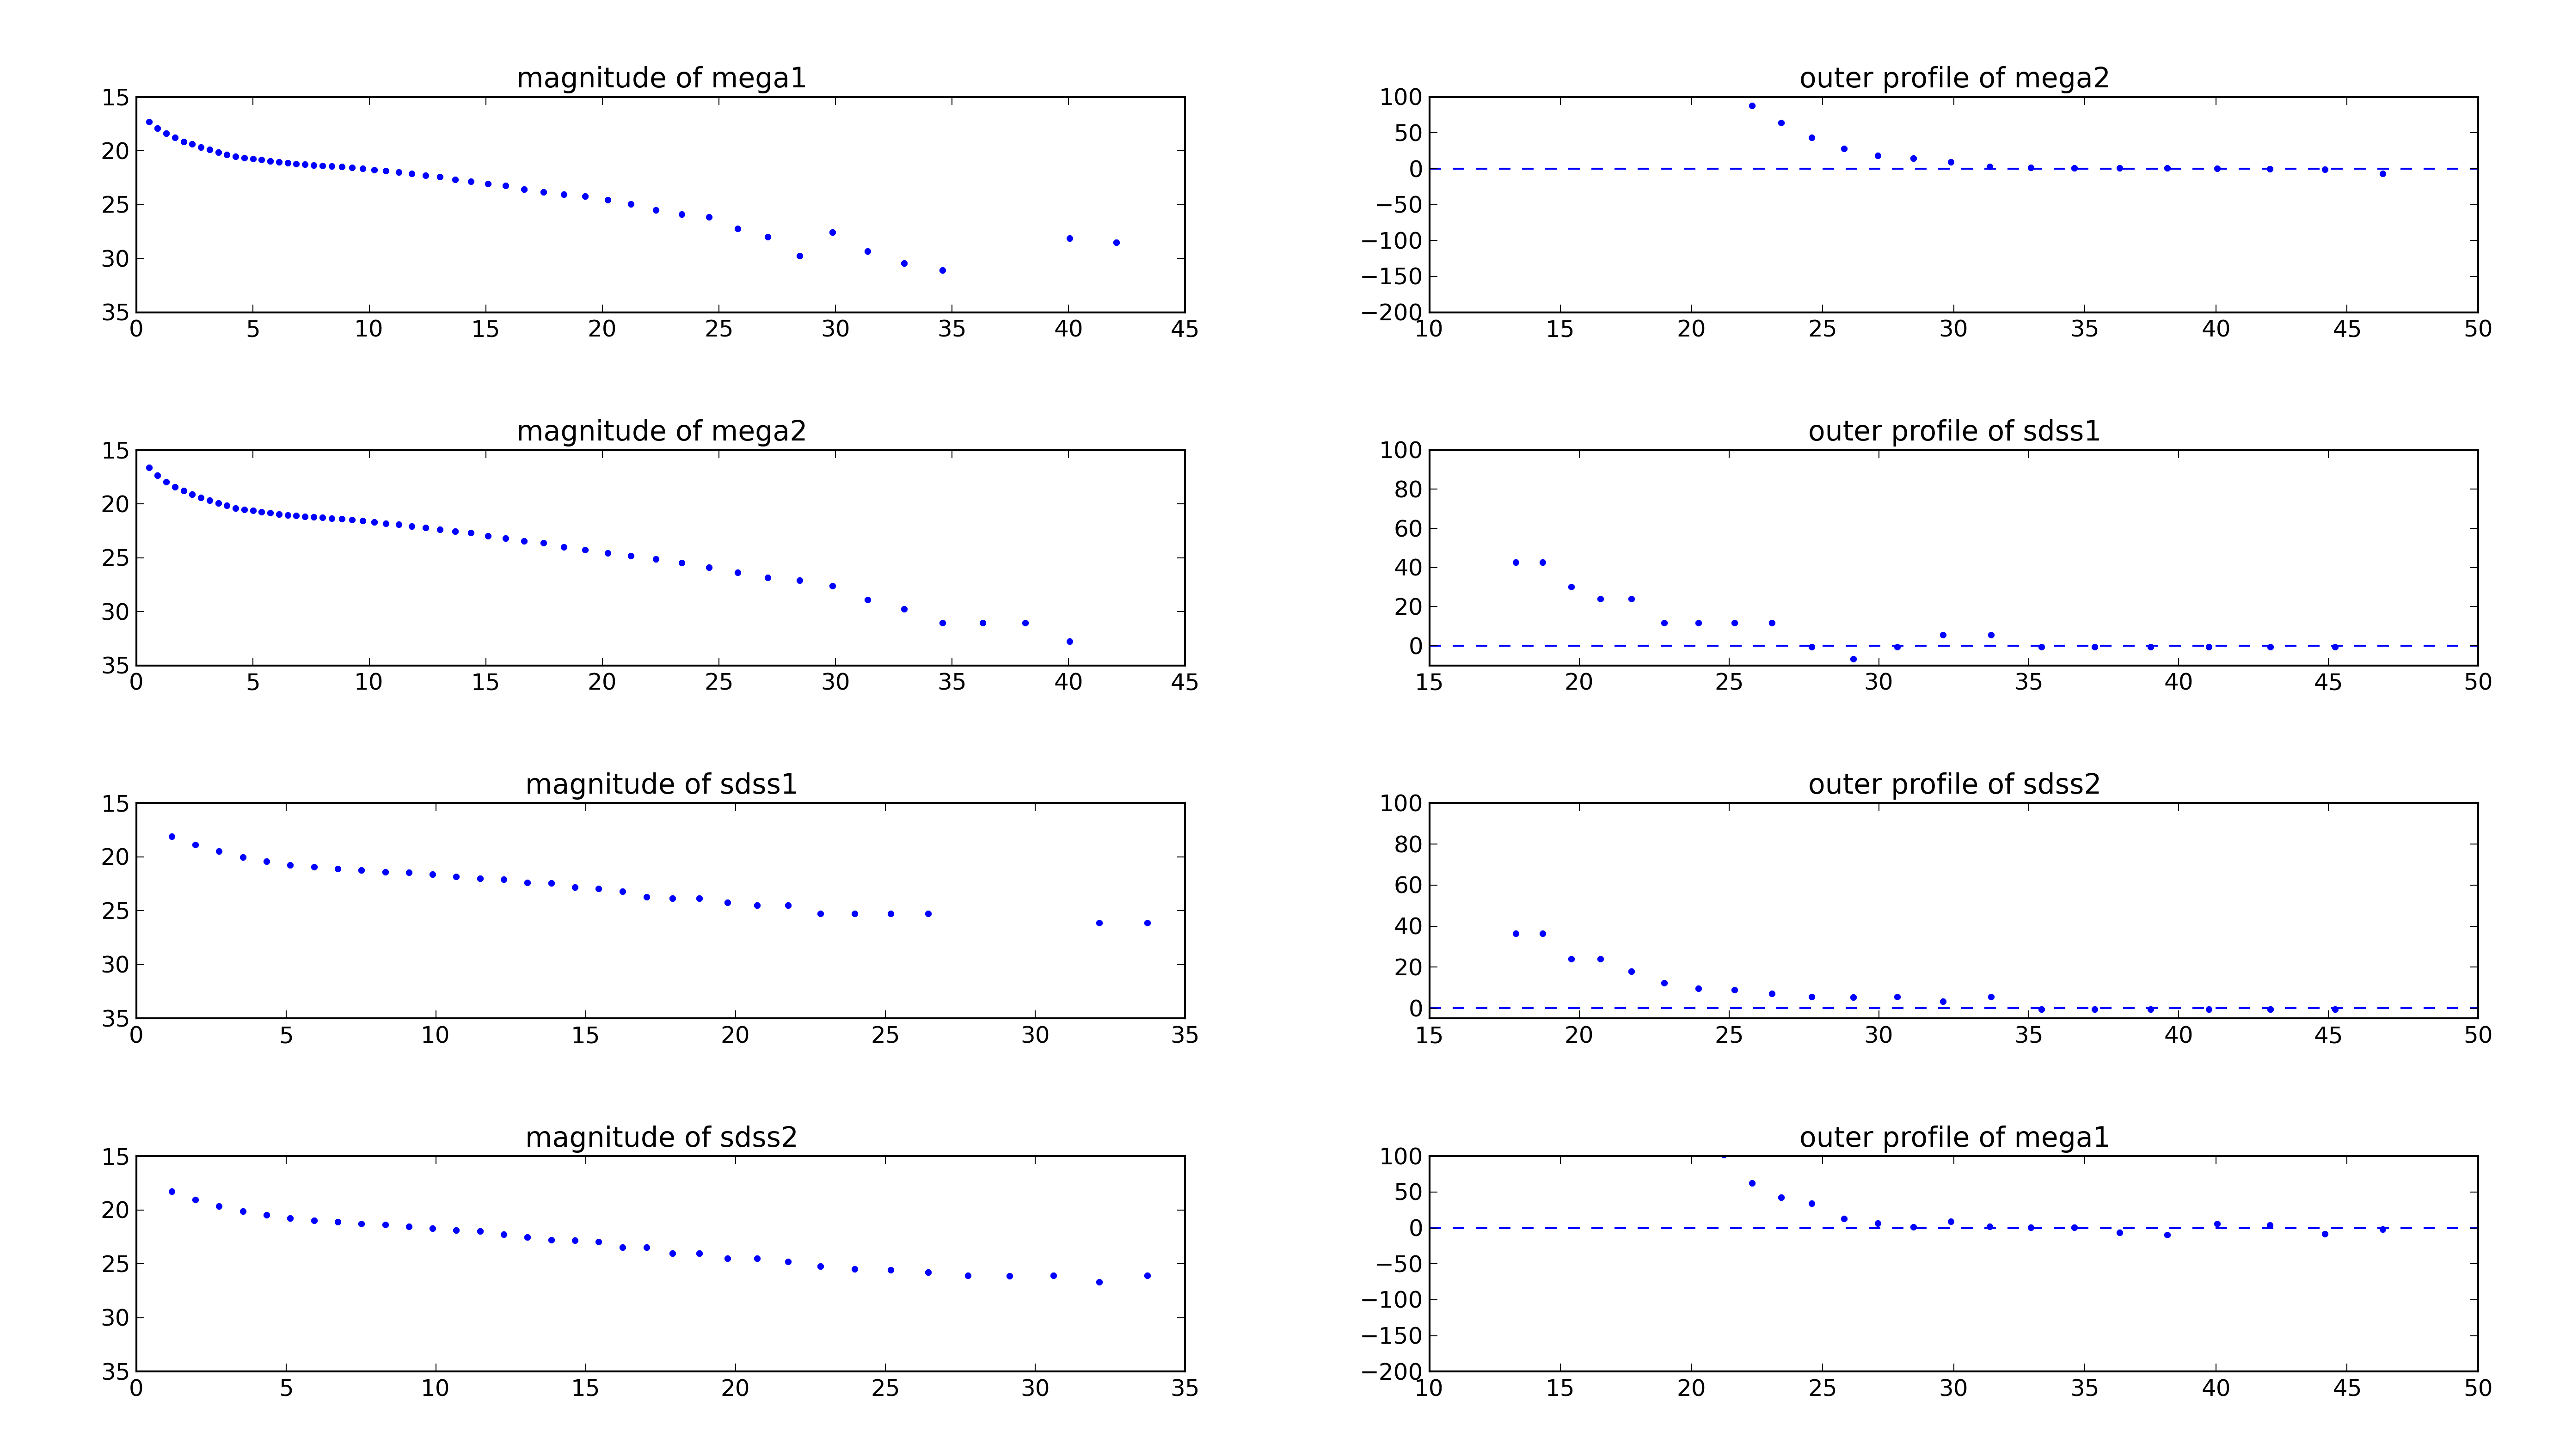 magnitude of mega1
15
20
25
30
35
0 5 10 15 20 25 30 35 40 45
outer profile of mega2
100
50
0
−50
−100
−150
−200
10 15 20 25 30 35 40 45 50
magnitude of mega2
15
20
25
30
35
0 5 10 15 20 25 30 35 40 45
outer profile of sdss1
100
80
60
40
20
0
15 20 25 30 35 40 45 50
magnitude of sdss1
15
20
25
30
35
0 5 10 15 20 25 30 35
outer profile of sdss2
100
80
60
40
20
0
15 20 25 30 35 40 45 50
magnitude of sdss2
15
20
25
30
35
0 5 10 15 20 25 30 35
outer profile of mega1
100
50
0
−50
−100
−150
−200
10 15 20 25 30 35 40 45 50